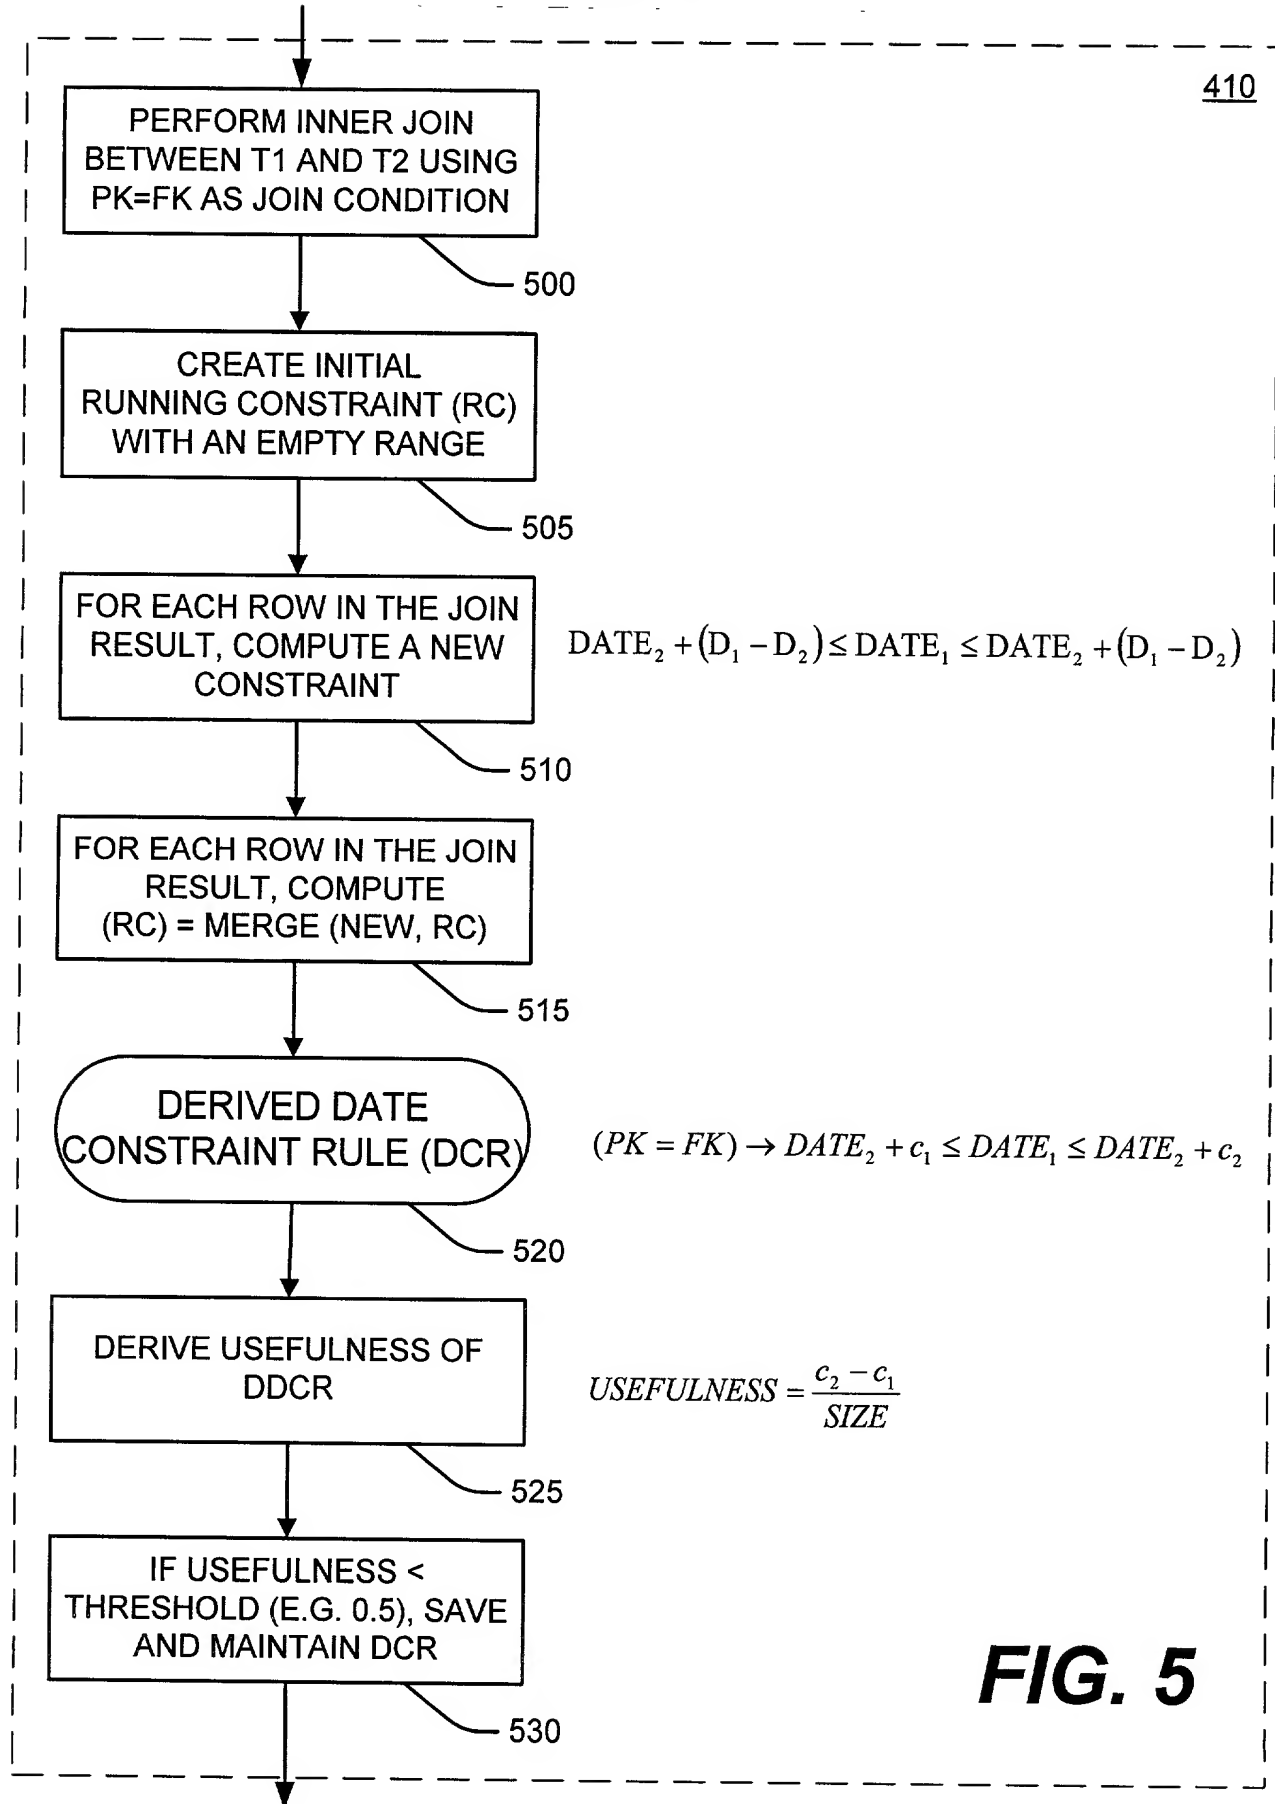 410
PERFORM INNER JOIN
BETWEEN T1 AND T2 USING
PK=FK AS JOIN CONDITION
500
CREATE INITIAL
RUNNING CONSTRAINT (RC)
WITH AN EMPTY RANGE
505
FOR EACH ROW IN THE JOIN
RESULT, COMPUTE A NEW
CONSTRAINT
DATE₂ + (D₁ – D₂) ≤ DATE₁ ≤ DATE₂ + (D₁ – D₂)
510
FOR EACH ROW IN THE JOIN
RESULT, COMPUTE
(RC) = MERGE (NEW, RC)
515
DERIVED DATE
CONSTRAINT RULE (DCR)
(PK = FK) → DATE₂ + c₁ ≤ DATE₁ ≤ DATE₂ + c₂
520
DERIVE USEFULNESS OF
DDCR
USEFULNESS = (c₂ – c₁) / SIZE
525
IF USEFULNESS <
THRESHOLD (E.G. 0.5), SAVE
AND MAINTAIN DCR
530
FIG. 5